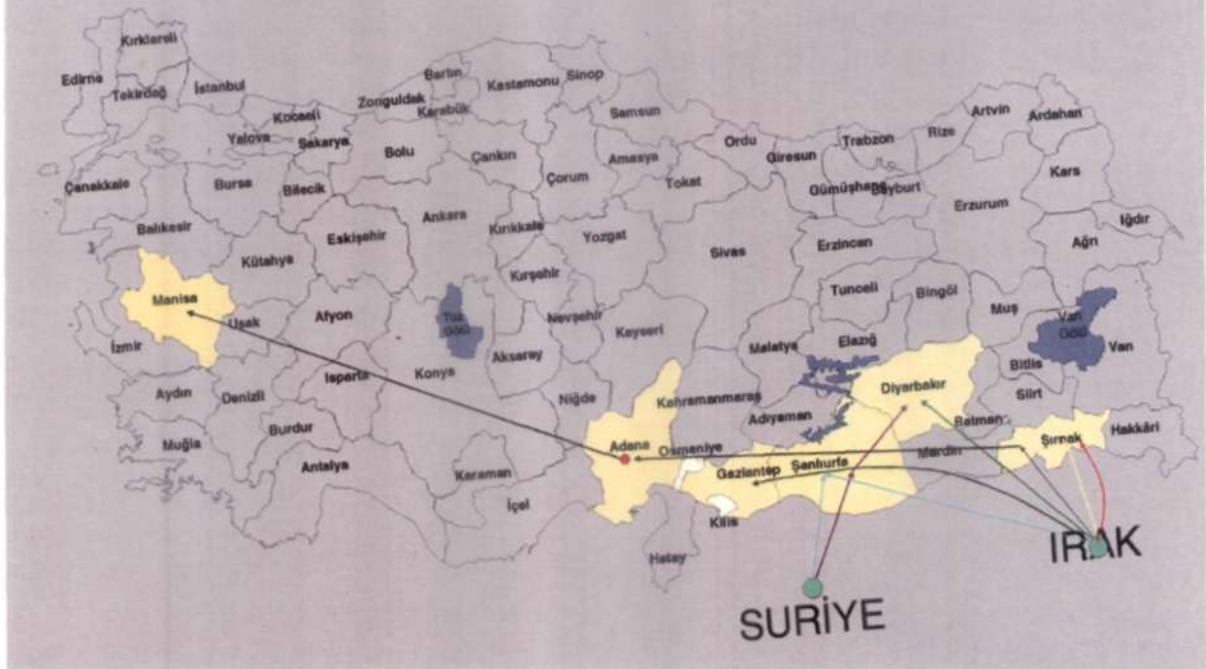 Kırklareli
Edirne
Tekirdağ
İstanbul
Kocaeli
Yalova
Sakarya
Zonguldak
Bartın
Karabük
Kastamonu
Sinop
Samsun
Ordu
Giresun
Trabzon
Rize
Artvin
Ardahan
Çanakkale
Bursa
Bilecik
Bolu
Çankırı
Çorum
Amasya
Tokat
Gümüşhane
Bayburt
Kars
Erzurum
Iğdır
Ağrı
Balıkesir
Kütahya
Eskişehir
Ankara
Kırıkkale
Yozgat
Sivas
Erzincan
Kırşehir
Tunceli
Bingöl
Muş
Van
Gölü
Van
Bitlis
Siirt
Manisa
Uşak
Afyon
Tuz
Gölü
Nevşehir
Kayseri
Malatya
Elazığ
İzmir
Aksaray
Konya
Isparta
Aydın
Denizli
Niğde
Kahramanmaraş
Adıyaman
Diyarbakır
Batman
Muğla
Burdur
Antalya
Karaman
Adana
Osmaniye
Gaziantep
Şanlıurfa
Mardin
Şırnak
Hakkâri
İçel
Kilis
Hatay
IRAK
SURİYE